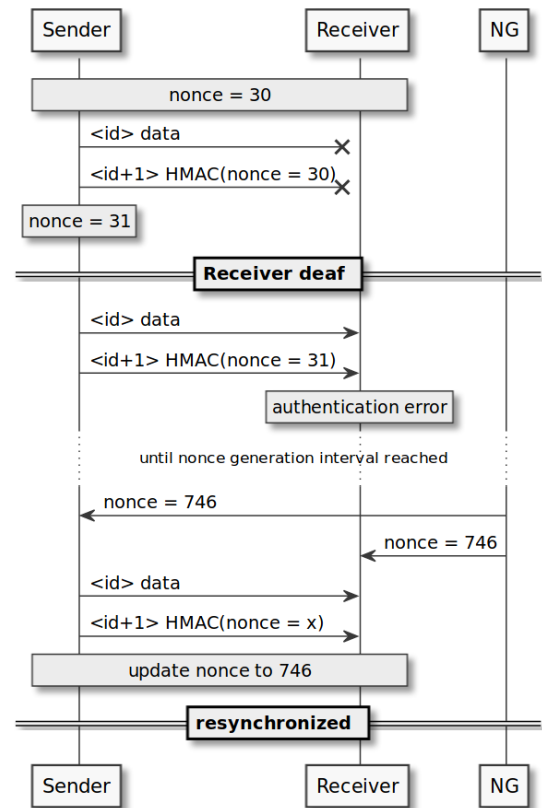 Sender Receiver NG
nonce = 30
<id> data
<id+1> HMAC(nonce = 30)
nonce = 31
Receiver deaf
<id> data
<id+1> HMAC(nonce = 31)
authentication error
until nonce generation interval reached
nonce = 746
nonce = 746
<id> data
<id+1> HMAC(nonce = x)
update nonce to 746
resynchronized
Sender Receiver NG